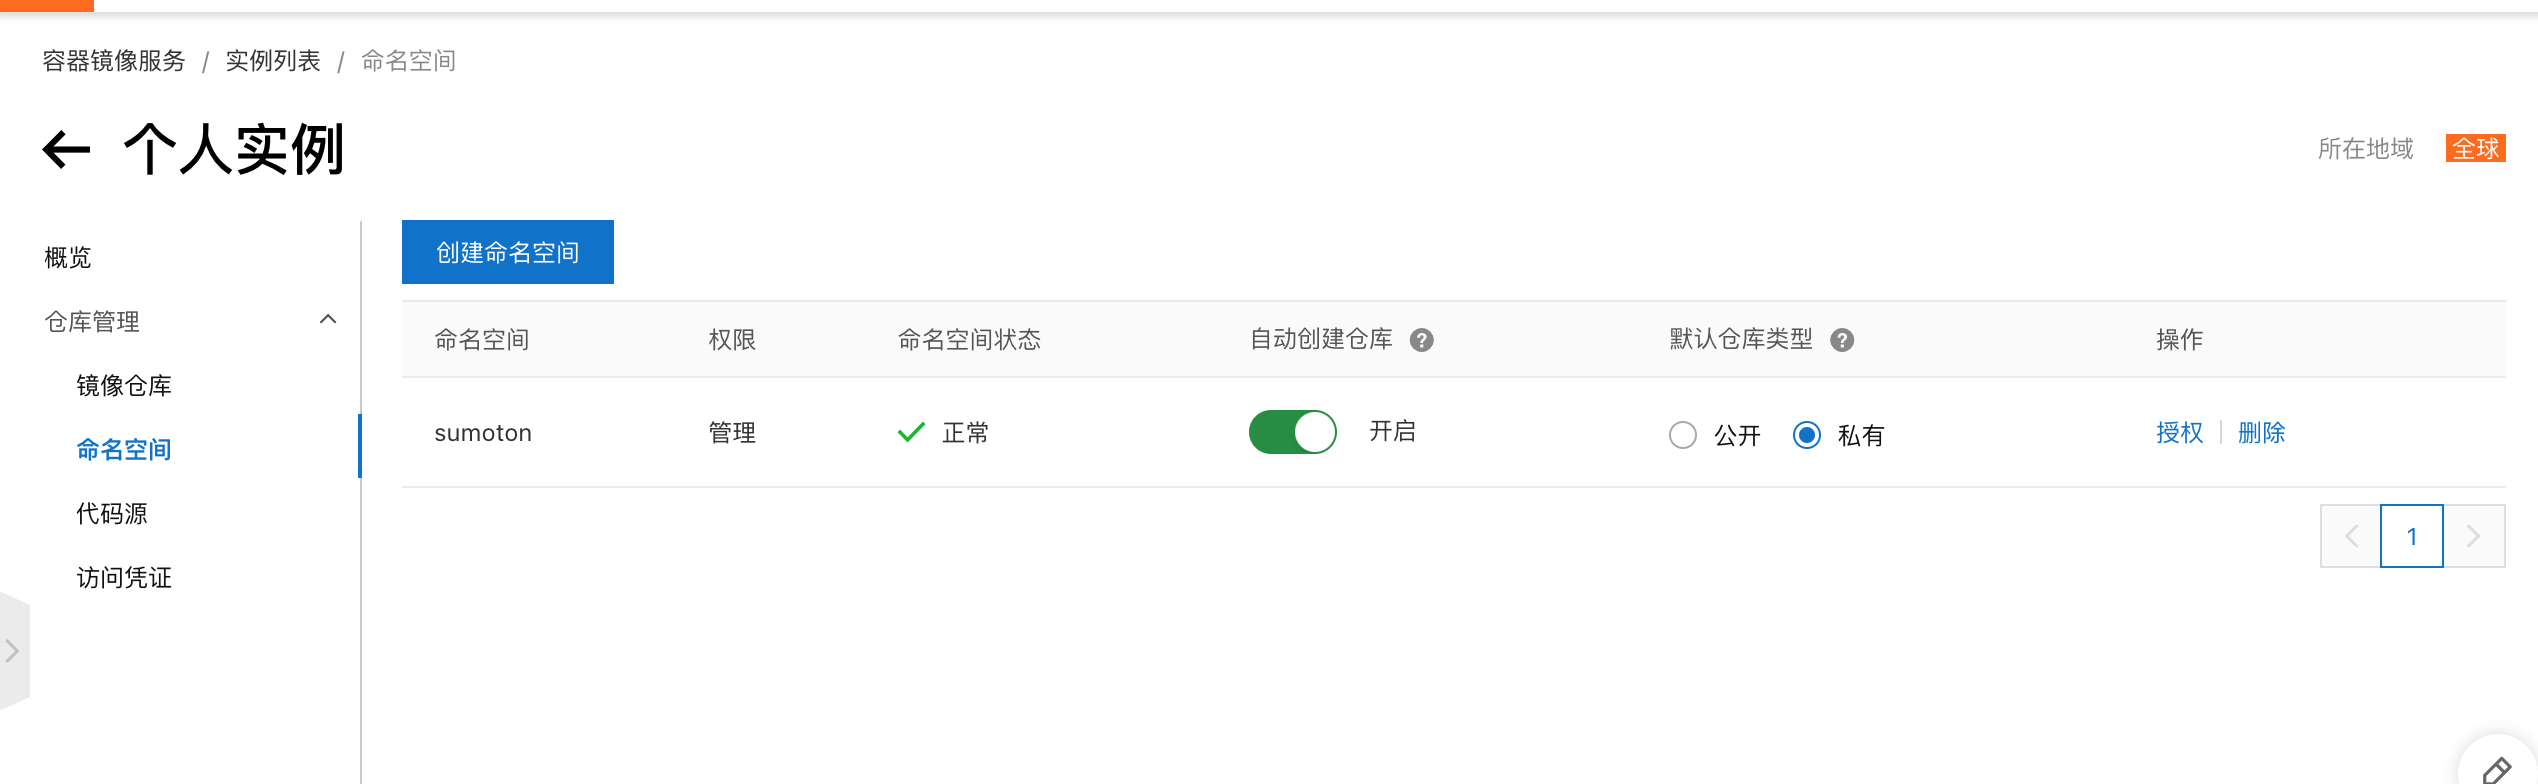 容器镜像服务 / 实例列表 / 命名空间
个人实例
所在地域 全球
概览
仓库管理
镜像仓库
命名空间
代码源
访问凭证
创建命名空间
命名空间 权限 命名空间状态 自动创建仓库 ? 默认仓库类型 ? 操作
sumoton 管理 正常 开启 公开 私有 授权 删除
1